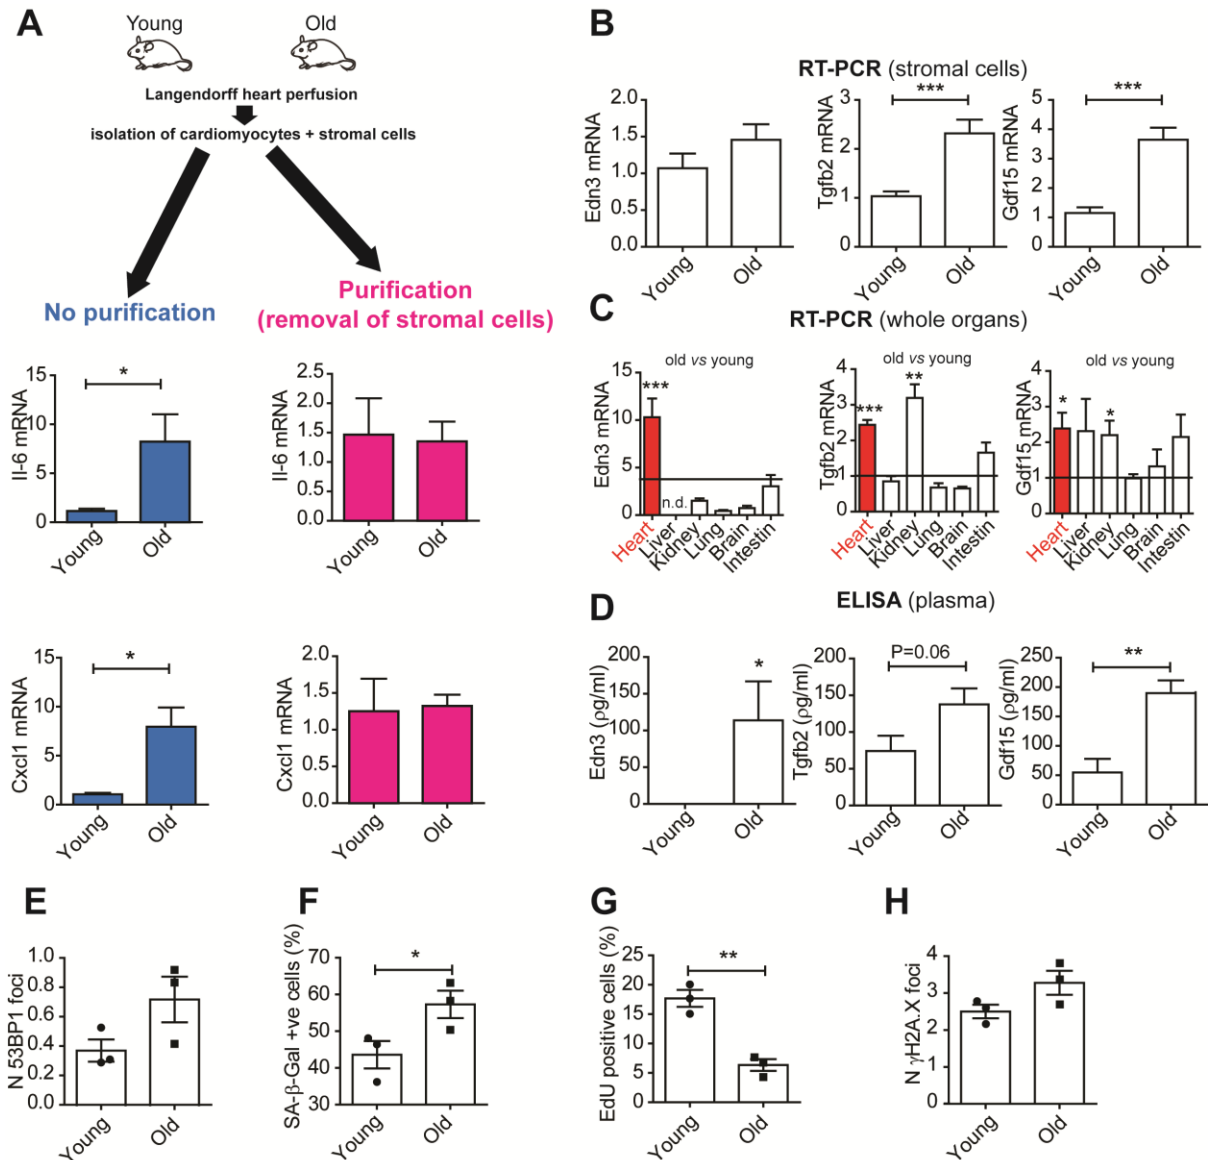 A
Young Old
Langendorff heart perfusion
isolation of cardiomyocytes + stromal cells
No purification
Purification
(removal of stromal cells)
Il-6 mRNA
15
10
5
0
*
Young
Old
Il-6 mRNA
2.5
2.0
1.5
1.0
0.5
0.0
Young
Old
Cxcl1 mRNA
15
10
5
0
*
Young
Old
Cxcl1 mRNA
2.0
1.5
1.0
0.5
0.0
Young
Old
B
RT-PCR (stromal cells)
Edn3 mRNA
2.0
1.5
1.0
0.5
0.0
Young
Old
Tgfb2 mRNA
3
2
1
0
***
Young
Old
Gdf15 mRNA
5
4
3
2
1
0
***
Young
Old
C
RT-PCR (whole organs)
old vs young
Edn3 mRNA
15
10
5
0
***
n.d.
Heart
Liver
Kidney
Lung
Brain
Intestin
old vs young
Tgfb2 mRNA
4
3
2
1
0
***
**
Heart
Liver
Kidney
Lung
Brain
Intestin
old vs young
Gdf15 mRNA
4
3
2
1
0
*
*
Heart
Liver
Kidney
Lung
Brain
Intestin
D
ELISA (plasma)
Edn3 (ρg/ml)
200
150
100
50
0
*
Young
Old
Tgfb2 (ρg/ml)
200
150
100
50
0
P=0.06
Young
Old
Gdf15 (ρg/ml)
250
200
150
100
50
0
**
Young
Old
E
N 53BP1 foci
1.0
0.8
0.6
0.4
0.2
0.0
Young
Old
F
SA-β-Gal +ve cells (%)
70
60
50
40
30
*
Young
Old
G
EdU positive cells (%)
25
20
15
10
5
0
**
Young
Old
H
N γH2A.X foci
4
3
2
1
0
Young
Old